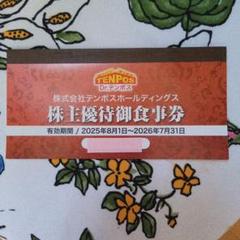 TENPOS
Dr.テンポス
株式会社テンポスホールディングス
株主優待御食事券
有効期間 / 2025年8月1日〜2026年7月31日